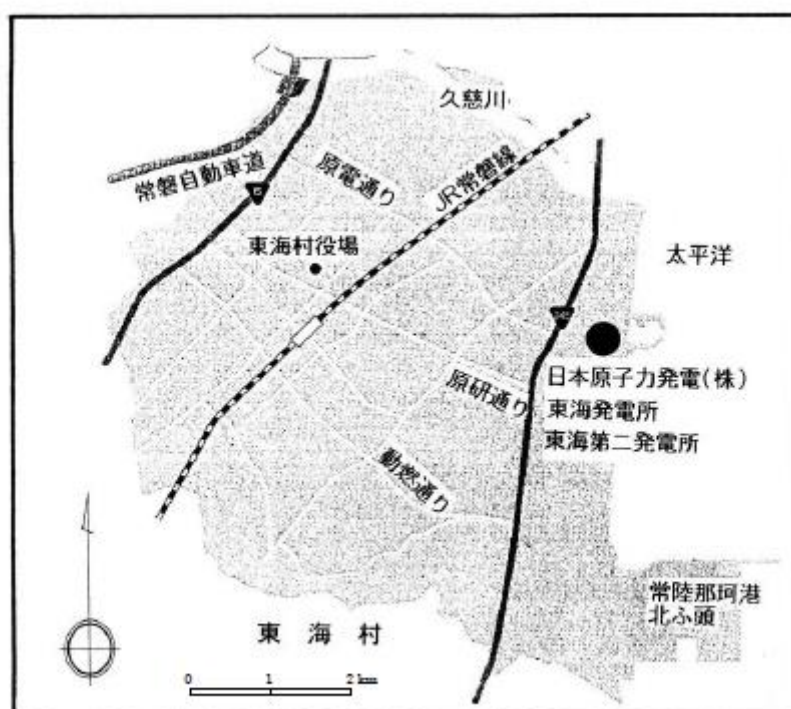 久慈川
常磐自動車道
原電通り
JR常磐線
6
東海村役場
太平洋
245
日本原子力発電(株)
東海発電所
東海第二発電所
原研通り
動燃通り
常陸那珂港
北ふ頭
東海村
0 1 2km